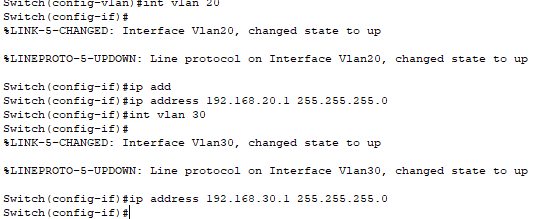 Switch(config-vlan)#int vlan 20
Switch(config-if)#
%LINK-5-CHANGED: Interface Vlan20, changed state to up
%LINEPROTO-5-UPDOWN: Line protocol on Interface Vlan20, changed state to up
Switch(config-if)#ip add
Switch(config-if)#ip address 192.168.20.1 255.255.255.0
Switch(config-if)#int vlan 30
Switch(config-if)#
%LINK-5-CHANGED: Interface Vlan30, changed state to up
%LINEPROTO-5-UPDOWN: Line protocol on Interface Vlan30, changed state to up
Switch(config-if)#ip address 192.168.30.1 255.255.255.0
Switch(config-if)#